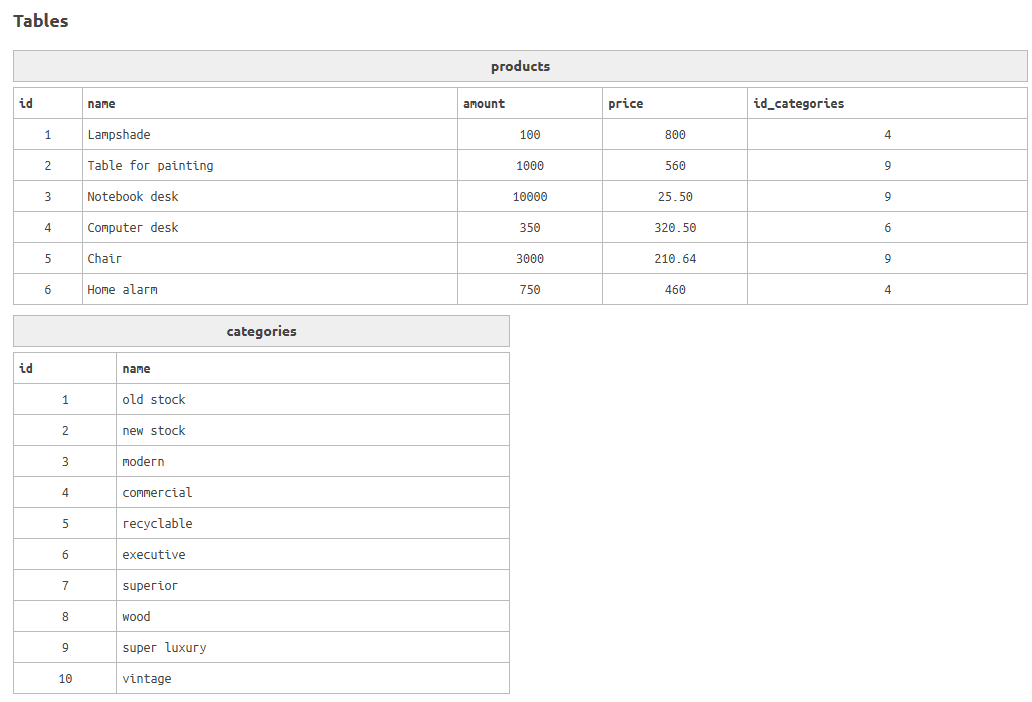 Tables
products
id name amount price id_categories
1 Lampshade 100 800 4
2 Table for painting 1000 560 9
3 Notebook desk 10000 25.50 9
4 Computer desk 350 320.50 6
5 Chair 3000 210.64 9
6 Home alarm 750 460 4
categories
id name
1 old stock
2 new stock
3 modern
4 commercial
5 recyclable
6 executive
7 superior
8 wood
9 super luxury
10 vintage